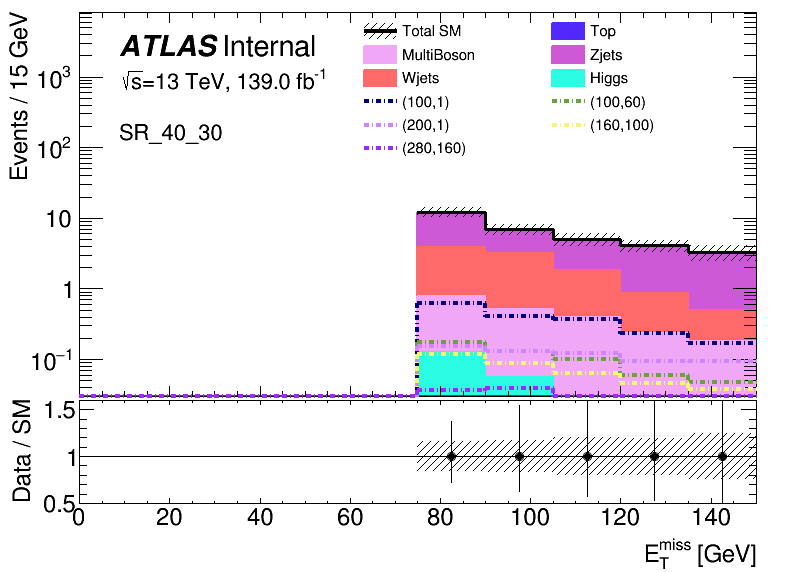 ATLAS Internal
√s=13 TeV, 139.0 fb⁻¹
SR_40_30
Total SM
Top
MultiBoson
Zjets
Wjets
Higgs
(100,1)
(100,60)
(200,1)
(160,100)
(280,160)
Events / 15 GeV
10³
10²
10
1
10⁻¹
Data / SM
1.5
1
0.5
0 20 40 60 80 100 120 140
E_T^miss [GeV]